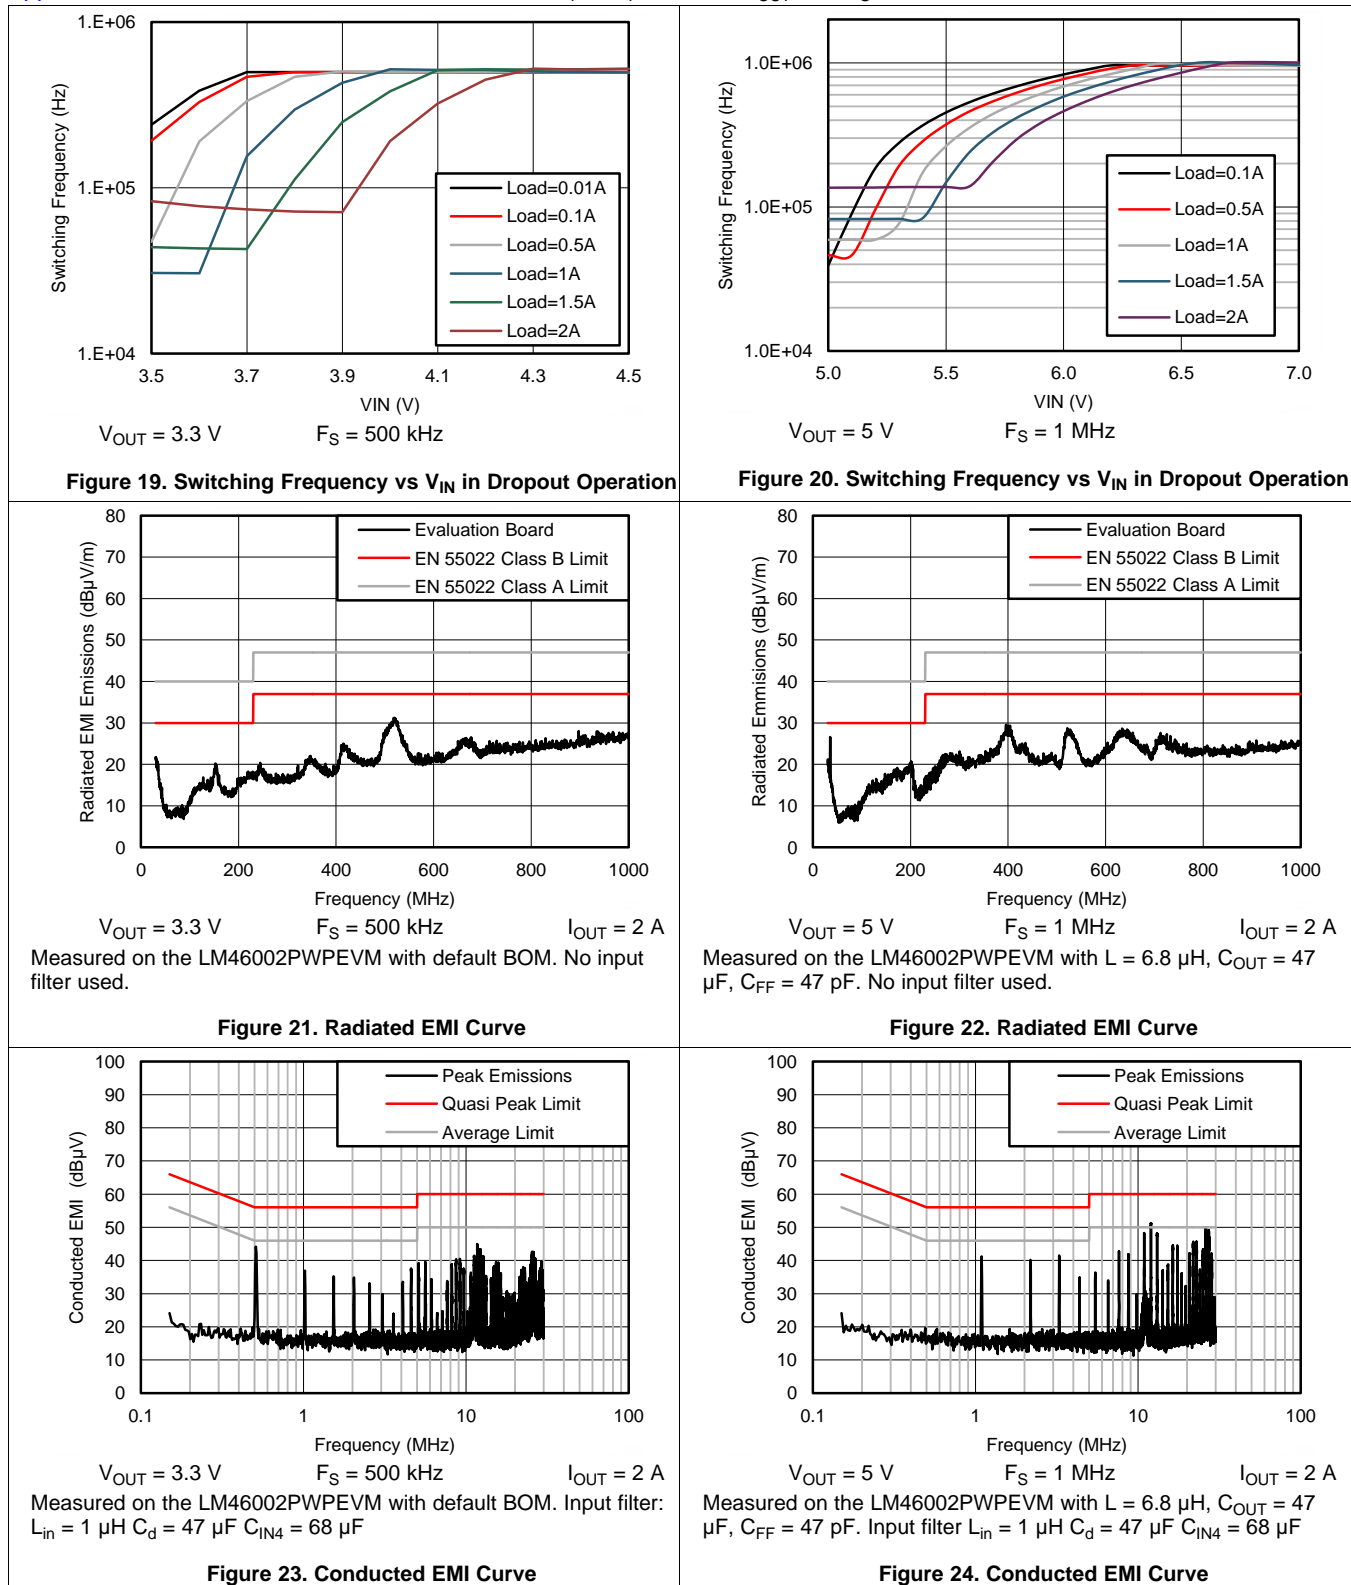 1.E+06
1.E+05
1.E+04
Switching Frequency (Hz)
Load=0.01A
Load=0.1A
Load=0.5A
Load=1A
Load=1.5A
Load=2A
3.5 3.7 3.9 4.1 4.3 4.5
VIN (V)
VOUT = 3.3 V FS = 500 kHz
Figure 19. Switching Frequency vs VIN in Dropout Operation
1.0E+06
1.0E+05
1.0E+04
Switching Frequency (Hz)
Load=0.1A
Load=0.5A
Load=1A
Load=1.5A
Load=2A
5.0 5.5 6.0 6.5 7.0
VIN (V)
VOUT = 5 V FS = 1 MHz
Figure 20. Switching Frequency vs VIN in Dropout Operation
80
70
60
50
40
30
20
10
0
Radiated EMI Emissions (dBµV/m)
Evaluation Board
EN 55022 Class B Limit
EN 55022 Class A Limit
0 200 400 600 800 1000
Frequency (MHz)
VOUT = 3.3 V FS = 500 kHz IOUT = 2 A
Measured on the LM46002PWPEVM with default BOM. No input
filter used.
Figure 21. Radiated EMI Curve
80
70
60
50
40
30
20
10
0
Radiated Emmisions (dBµV/m)
Evaluation Board
EN 55022 Class B Limit
EN 55022 Class A Limit
0 200 400 600 800 1000
Frequency (MHz)
VOUT = 5 V FS = 1 MHz IOUT = 2 A
Measured on the LM46002PWPEVM with L = 6.8 µH, COUT = 47
µF, CFF = 47 pF. No input filter used.
Figure 22. Radiated EMI Curve
100
90
80
70
60
50
40
30
20
10
0
Conducted EMI (dBµV)
Peak Emissions
Quasi Peak Limit
Average Limit
0.1 1 10 100
Frequency (MHz)
VOUT = 3.3 V FS = 500 kHz IOUT = 2 A
Measured on the LM46002PWPEVM with default BOM. Input filter:
Lin = 1 µH Cd = 47 µF CIN4 = 68 µF
Figure 23. Conducted EMI Curve
100
90
80
70
60
50
40
30
20
10
0
Conducted EMI (dBµV)
Peak Emissions
Quasi Peak Limit
Average Limit
0.1 1 10 100
Frequency (MHz)
VOUT = 5 V FS = 1 MHz IOUT = 2 A
Measured on the LM46002PWPEVM with L = 6.8 µH, COUT = 47
µF, CFF = 47 pF. Input filter Lin = 1 µH Cd = 47 µF CIN4 = 68 µF
Figure 24. Conducted EMI Curve